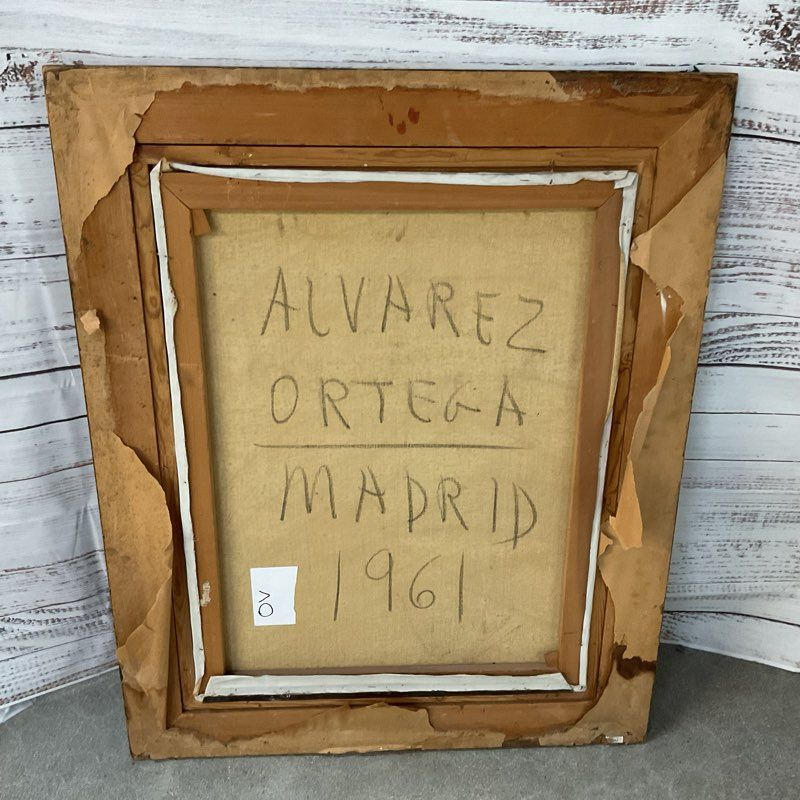 ALVAREZ
ORTEGA
MADRID
1961